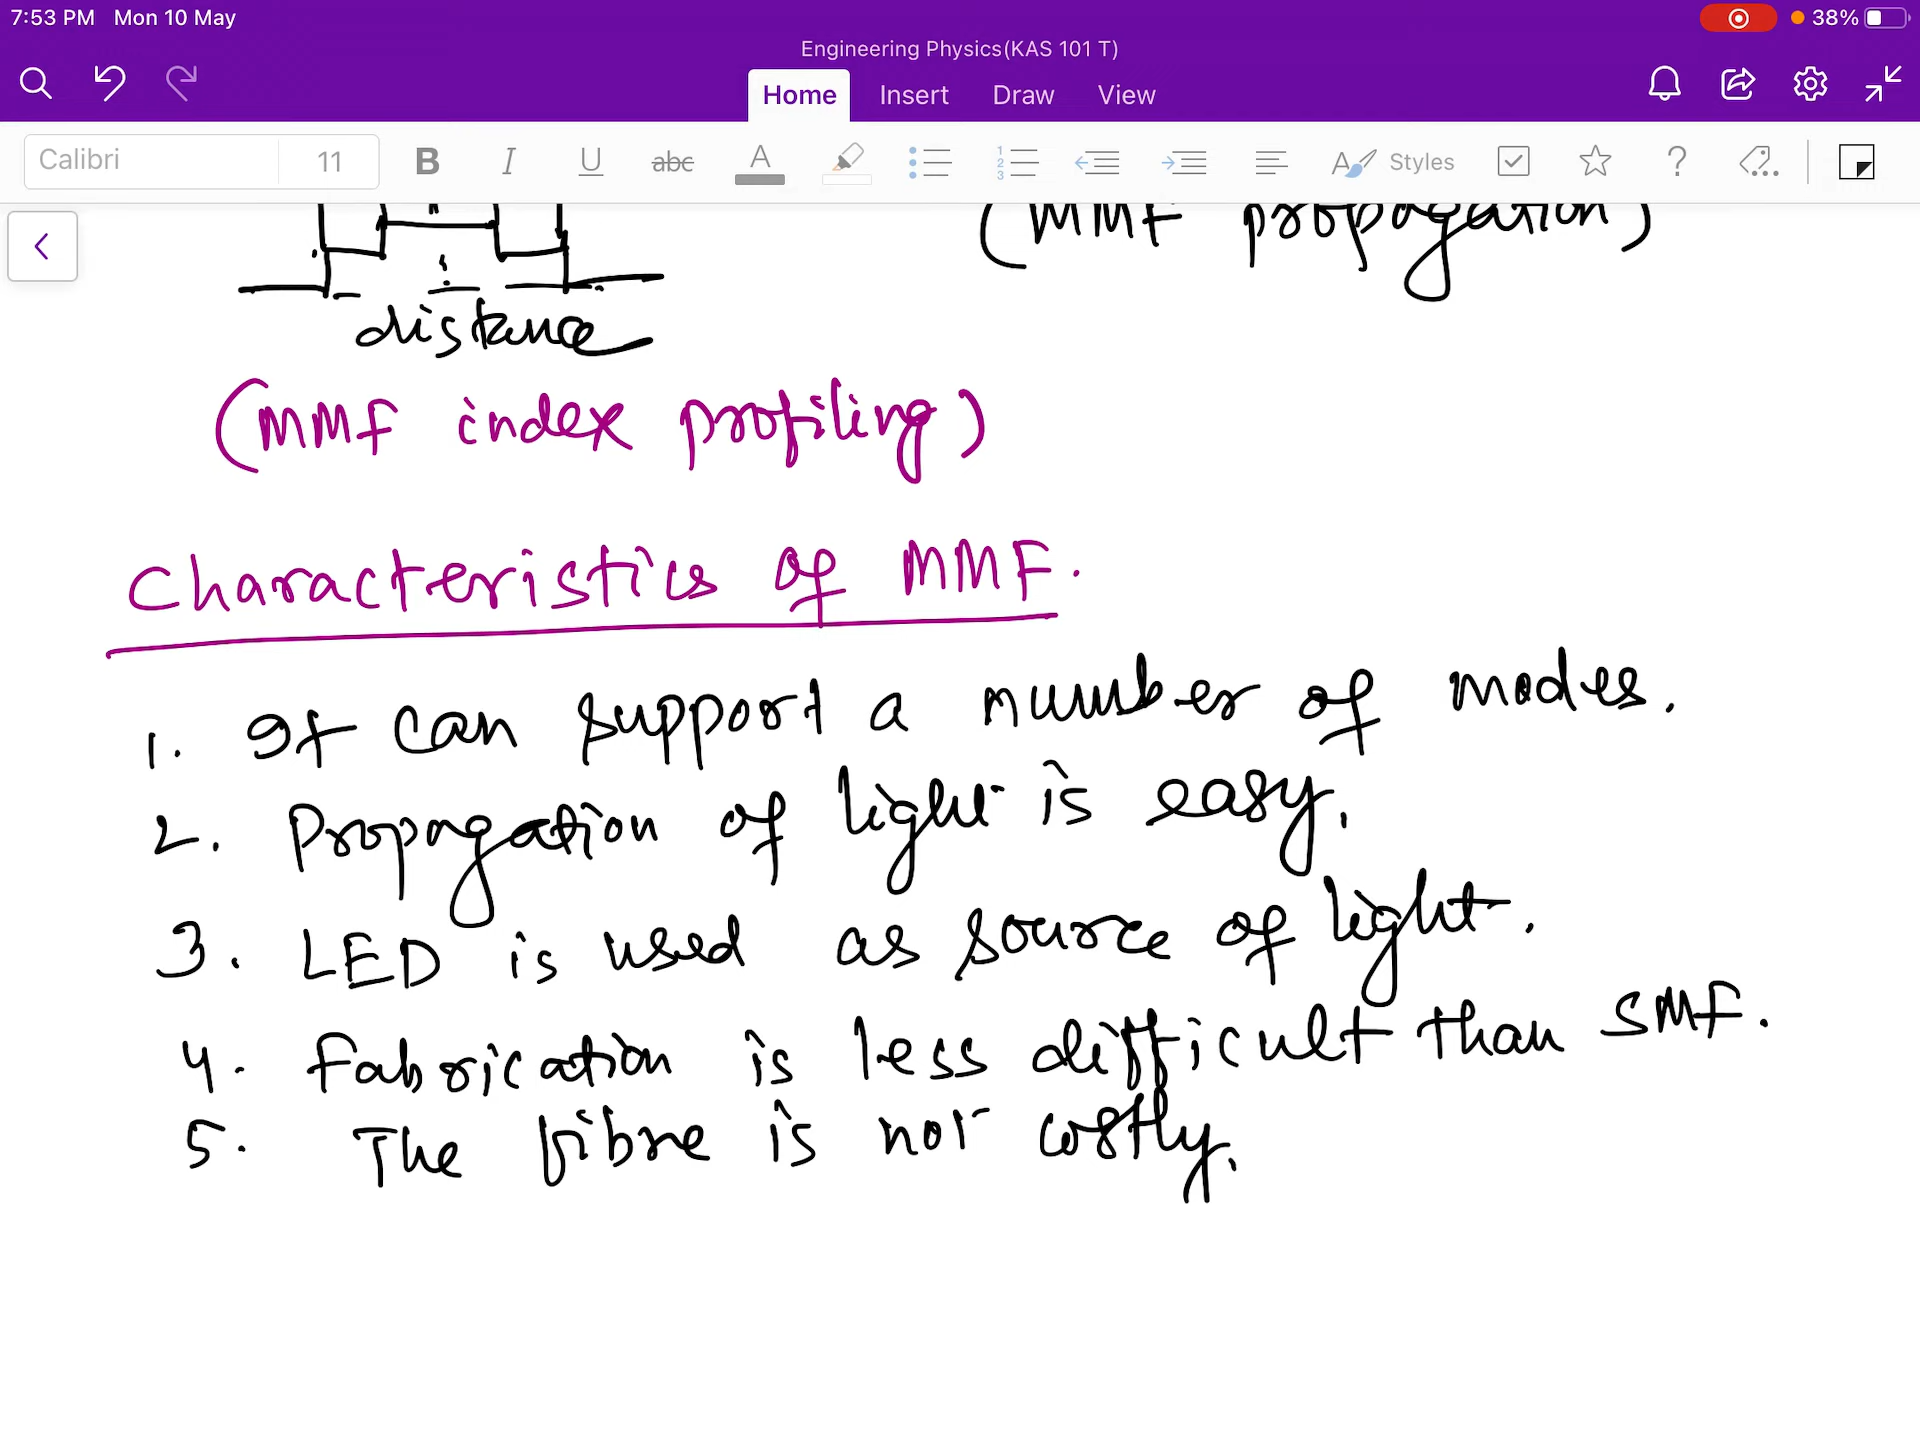 7:53 PM Mon 10 May 38%
Engineering Physics(KAS 101 T)
Home Insert Draw View
Calibri 11 B I U abc A Styles
(MMF propagation)
distance
(MMF index profiling)
Characteristics of MMF.
1. It can support a number of modes.
2. Propagation of light is easy.
3. LED is used as source of light.
4. Fabrication is less difficult than SMF.
5. The fibre is not costly.